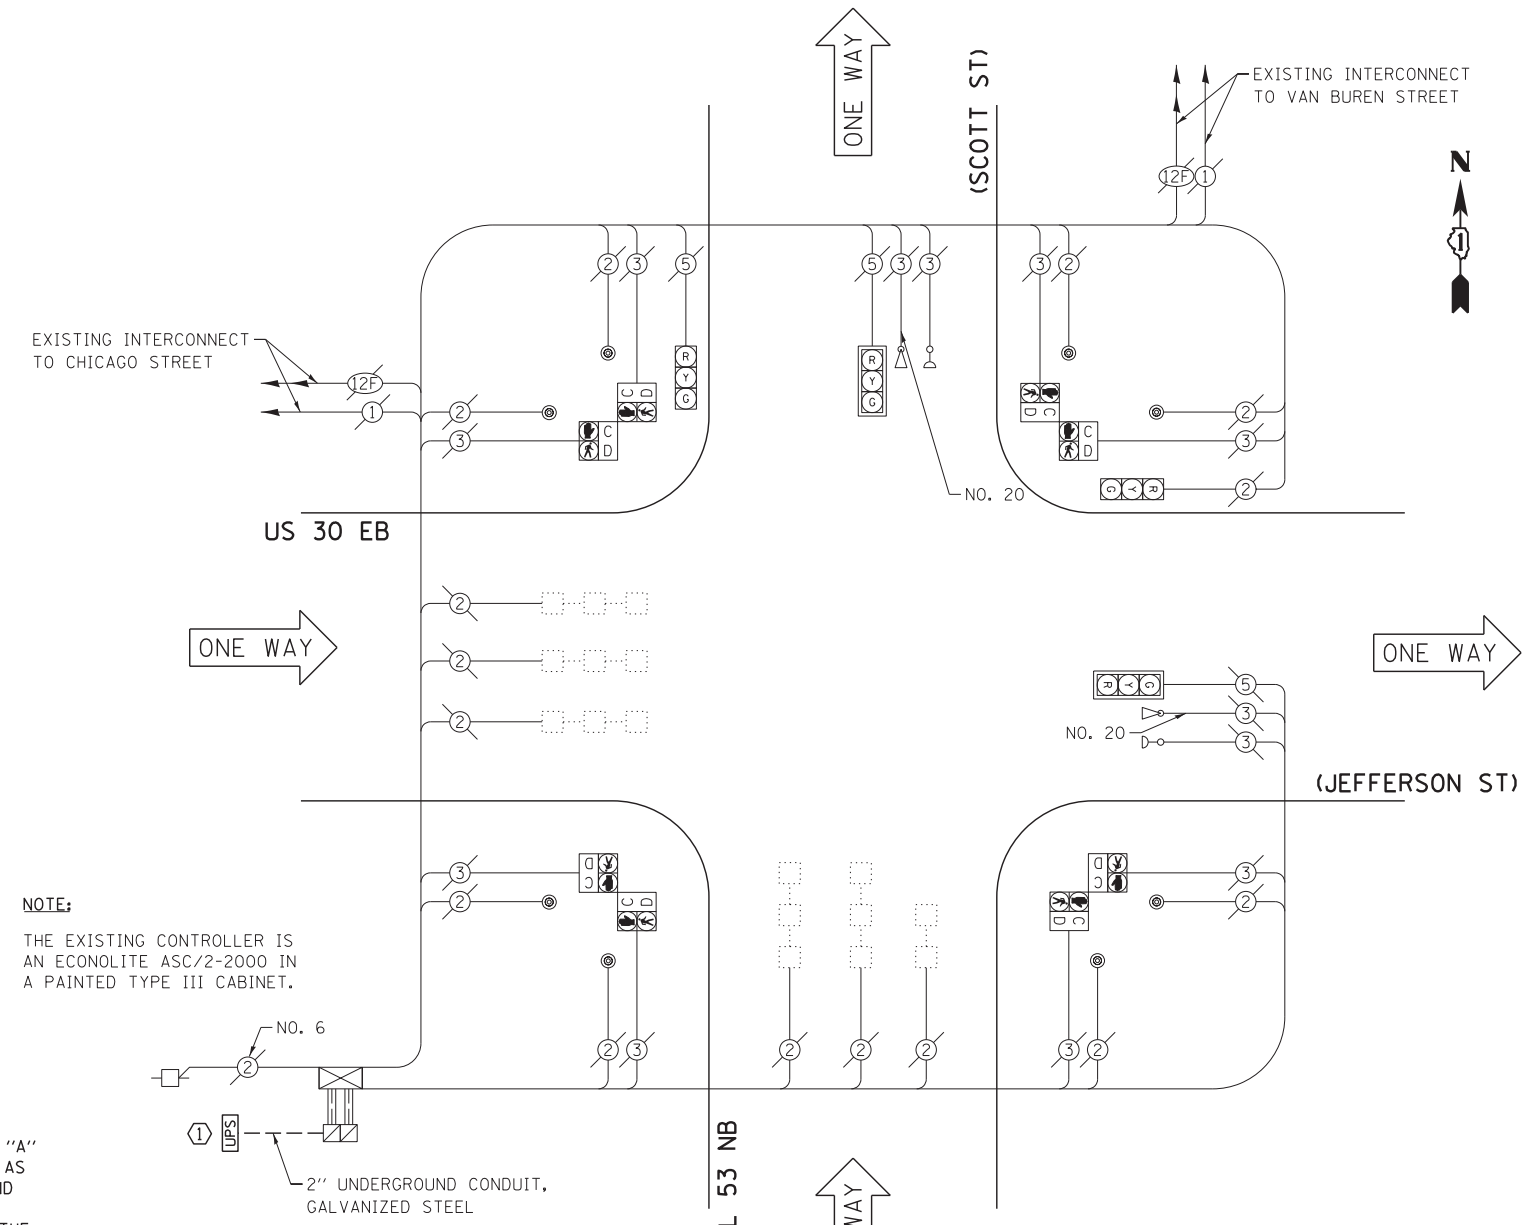 ONE WAY
(SCOTT ST)
EXISTING INTERCONNECT
TO VAN BUREN STREET
N
1
12F
1
2
3
5
5
3
3
3
2
EXISTING INTERCONNECT
TO CHICAGO STREET
12F
1
2
3
R
Y
G
C
D
C
D
R
Y
G
D
C
C
D
2
3
R
Y
G
2
NO. 20
US 30 EB
2
2
2
ONE WAY
ONE WAY
R
Y
G
5
3
3
NO. 20
(JEFFERSON ST)
NOTE:
THE EXISTING CONTROLLER IS
AN ECONOLITE ASC/2-2000 IN
A PAINTED TYPE III CABINET.
3
2
D
C
C
D
D
C
D
C
3
2
NO. 6
2
2
3
2
2
2
3
2
1
UPS
2" UNDERGROUND CONDUIT,
GALVANIZED STEEL
"A"
AS
L 53 NB
WAY